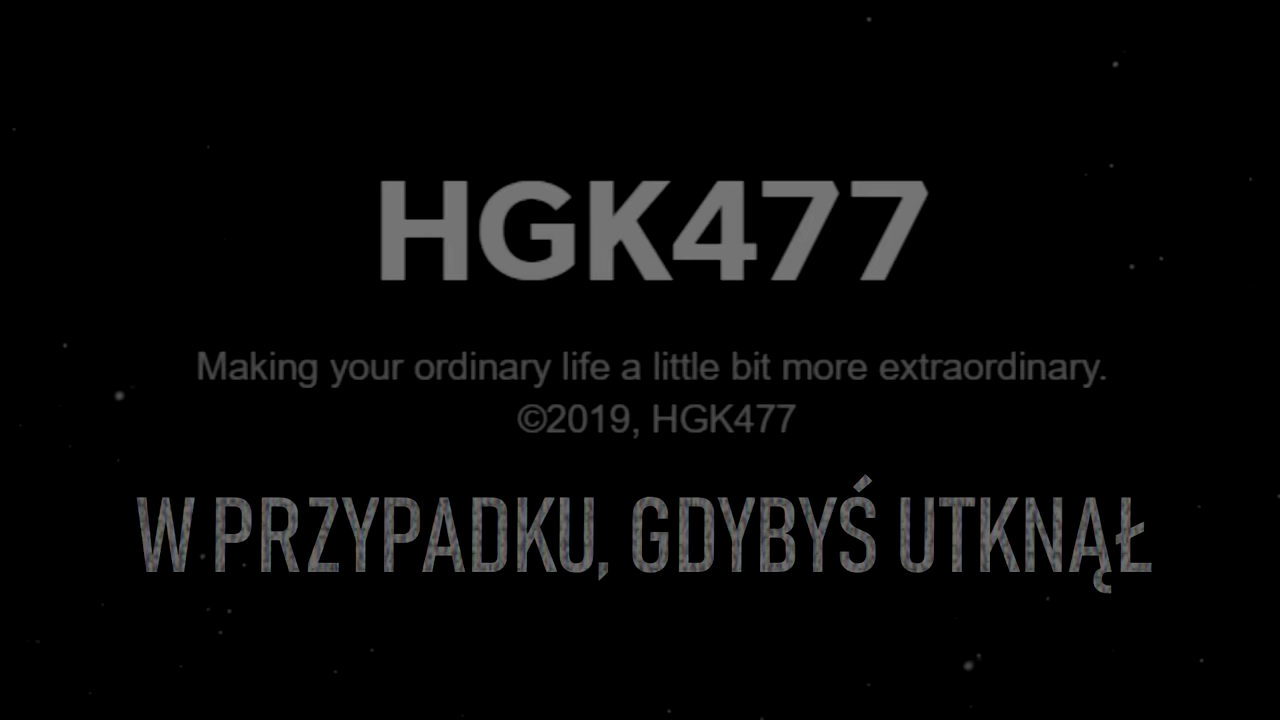 HGK477
Making your ordinary life a little bit more extraordinary.
©2019, HGK477
W PRZYPADKU, GDYBYŚ UTKNĄŁ